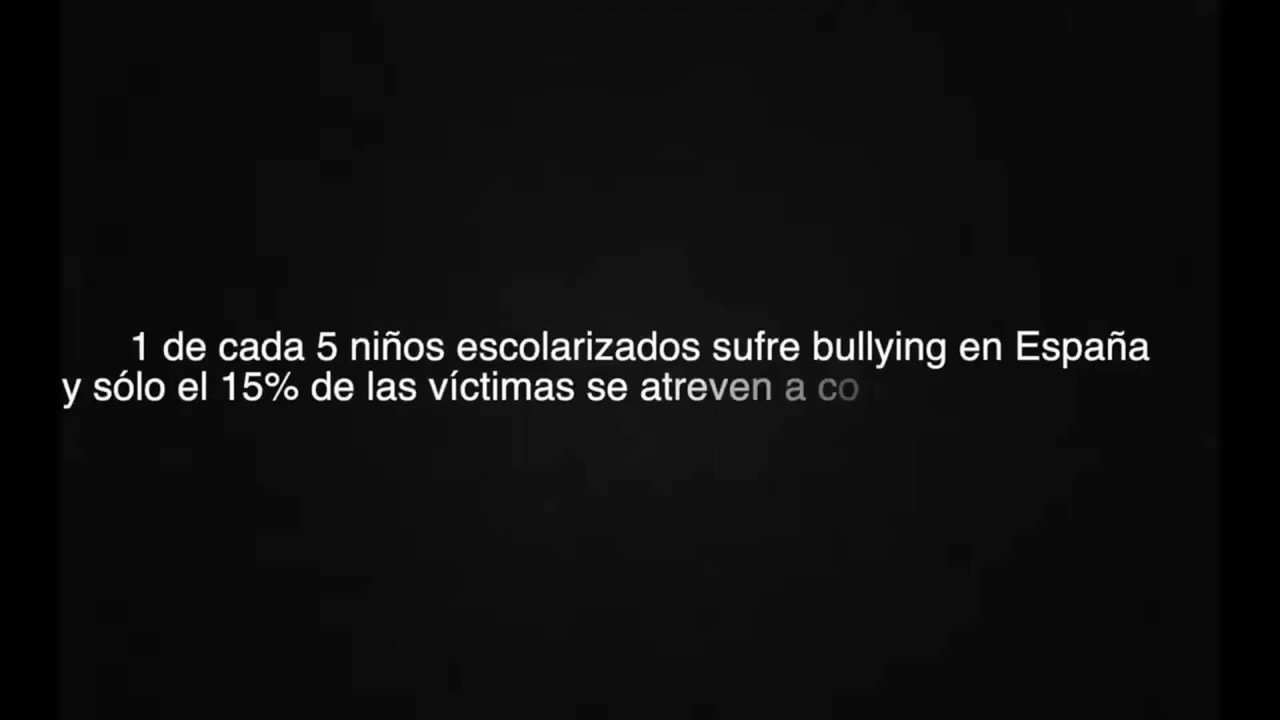 1 de cada 5 niños escolarizados sufre bullying en España
y sólo el 15% de las víctimas se atreven a co